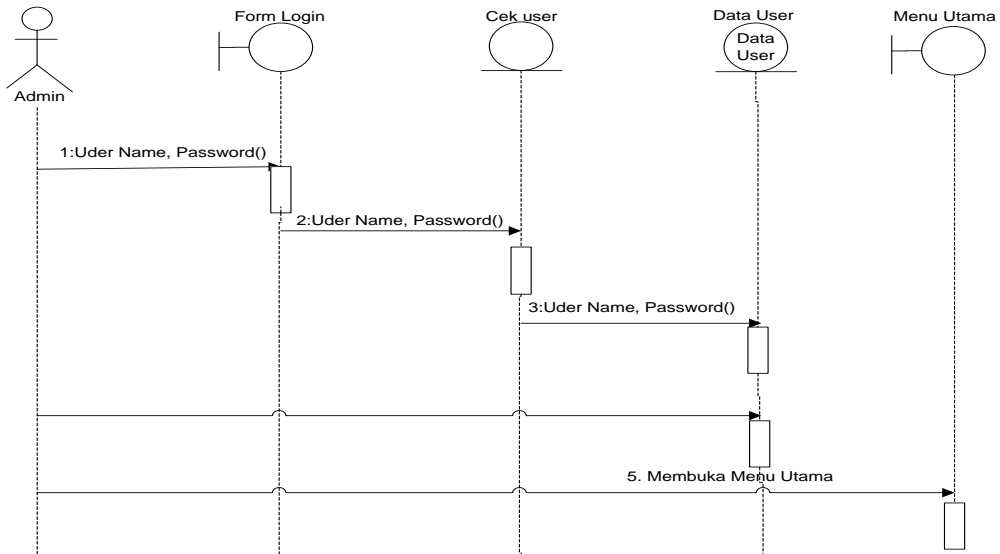 Form Login
Cek user
Data User
Menu Utama
Data
User
Admin
1:Uder Name, Password()
2:Uder Name, Password()
3:Uder Name, Password()
5. Membuka Menu Utama